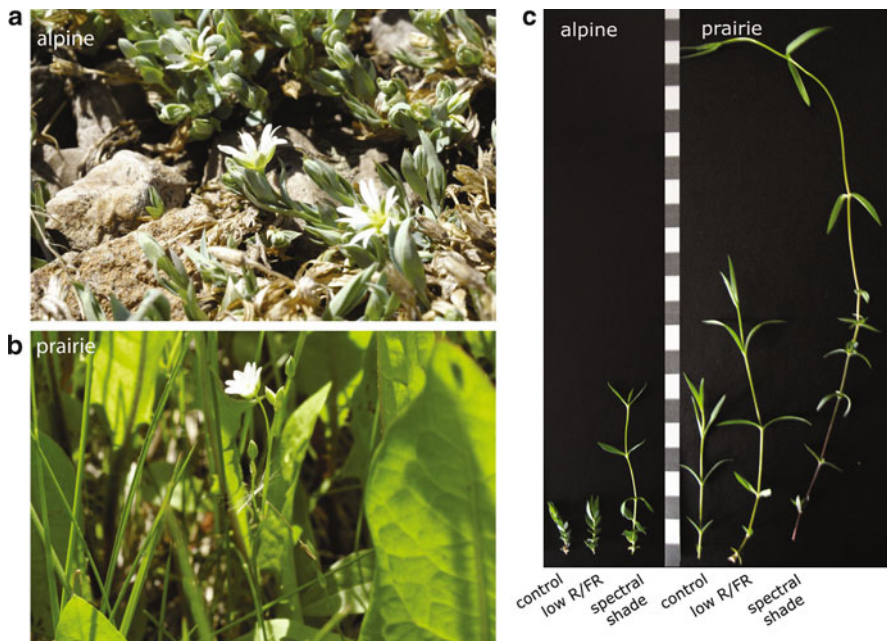 a
alpine
b
prairie
c
alpine
prairie
control
low R/FR
spectral
shade
control
low R/FR
spectral
shade